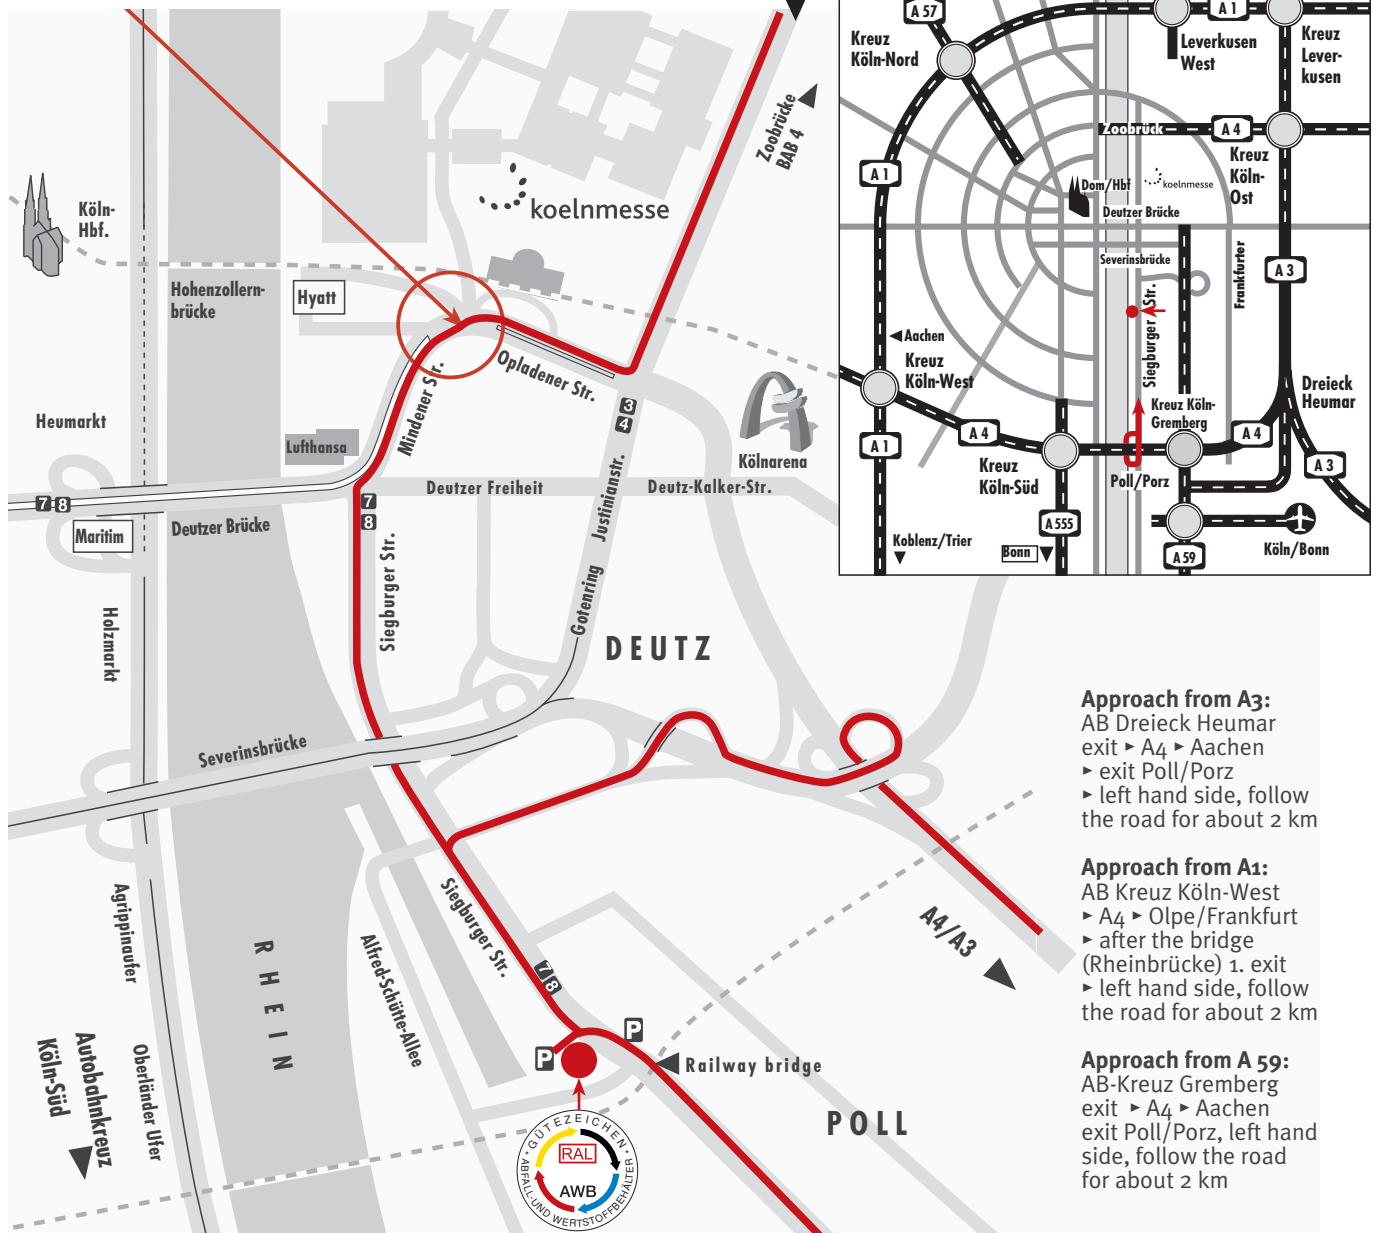 Zoobrücke
BAB 4
koelnmesse
Köln-
Hbf.
Hohenzollern-
brücke
Hyatt
Opladener Str.
Mindener Str.
Heumarkt
Lufthansa
3
4
Kölnarena
7 8
Maritim
Deutzer Brücke
7
8
Deutzer Freiheit
Deutz-Kalker-Str.
Justinianstr.
Gotenring
Siegburger Str.
Holzmarkt
DEUTZ
Severinsbrücke
Agrippinaufer
RHEIN
Siegburger Str.
Alfred-Schütte-Allee
7
8
A4/A3
Autobahnkreuz
Köln-Süd
Oberländer Ufer
P
P
Railway bridge
POLL
GÜTEZEICHEN
RAL
AWB
ABFALL-UND WERTSTOFFBEHÄLTER
A 57
A 1
Kreuz
Köln-Nord
Leverkusen
West
Kreuz
Lever-
kusen
Zoobrück
A 4
Kreuz
Köln-
Ost
A 1
Dom/Hbf
koelnmesse
Deutzer Brücke
Severinsbrücke
Frankfurter
A 3
Siegburger Str.
Aachen
Kreuz
Köln-West
Dreieck
Heumar
Kreuz Köln-
Gremberg
A 1
A 4
A 4
A 3
Kreuz
Köln-Süd
Poll/Porz
A 555
Koblenz/Trier
Bonn
A 59
Köln/Bonn
Approach from A3:
AB Dreieck Heumar
exit ▸ A4 ▸ Aachen
▸ exit Poll/Porz
▸ left hand side, follow
the road for about 2 km
Approach from A1:
AB Kreuz Köln-West
▸ A4 ▸ Olpe/Frankfurt
▸ after the bridge
(Rheinbrücke) 1. exit
▸ left hand side, follow
the road for about 2 km
Approach from A 59:
AB-Kreuz Gremberg
exit ▸ A4 ▸ Aachen
exit Poll/Porz, left hand
side, follow the road
for about 2 km